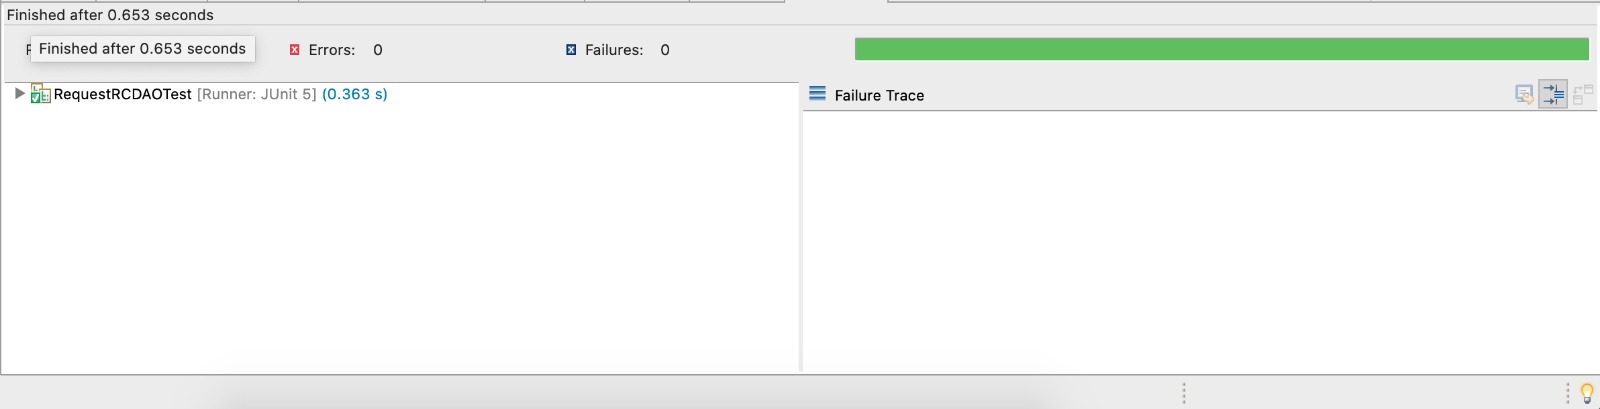 Finished after 0.653 seconds
Finished after 0.653 seconds
Errors: 0
Failures: 0
RequestRCDAOTest [Runner: JUnit 5] (0.363 s)
Failure Trace